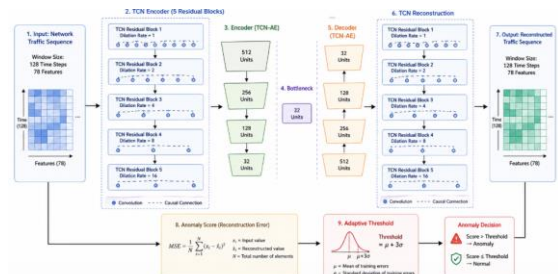 2. TCN Encoder (5 Residual Blocks)
6. TCN Reconstruction
1. Input: Network
Traffic Sequence
Window Size:
128 Time Steps
78 Features
Time
(128)
Features (78)
TCN Residual Block 1
Dilation Rate = 1
TCN Residual Block 2
Dilation Rate = 2
TCN Residual Block 3
Dilation Rate = 4
TCN Residual Block 4
Dilation Rate = 8
TCN Residual Block 5
Dilation Rate = 16
Convolution
Causal Connection
3. Encoder (TCN-AE)
512
Units
256
Units
128
Units
32
Units
4. Bottleneck
32
Units
5. Decoder
(TCN-AE)
32
Units
128
Units
256
Units
512
Units
TCN Residual Block 1
Dilation Rate = 1
TCN Residual Block 2
Dilation Rate = 2
TCN Residual Block 3
Dilation Rate = 4
TCN Residual Block 4
Dilation Rate = 8
TCN Residual Block 5
Dilation Rate = 16
Convolution
Causal Connection
7. Output: Reconstructed
Traffic Sequence
Window Size:
128 Time Steps
78 Features
Time
(128)
Features (78)
8. Anomaly Score (Reconstruction Error)
= Input value
= Reconstructed value
N = Total number of elements
9. Adaptive Threshold
Threshold
= μ + 3σ
μ μ+3σ
μ = Mean of training errors
Anomaly Decision
Score > Threshold
→ Anomaly
Score ≤ Threshold
→ Normal